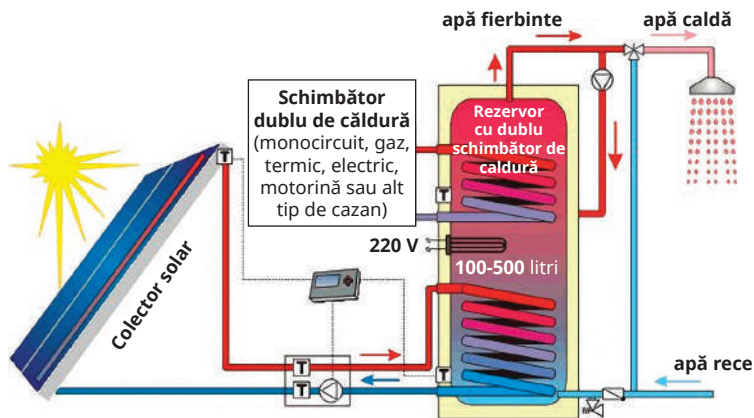 apă fierbinte
apă caldă
Schimbător
dublu de căldură
(monocircuit, gaz,
termic, electric,
motorină sau alt
tip de cazan)
Rezervor
cu dublu
schimbător de
caldură
T
T
220 V
100-500 litri
Colector solar
T
T
T
apă rece